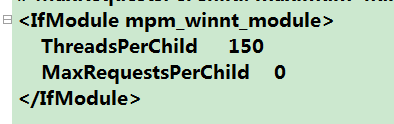 <IfModule mpm_winnt_module>
ThreadsPerChild 150
MaxRequestsPerChild 0
</IfModule>